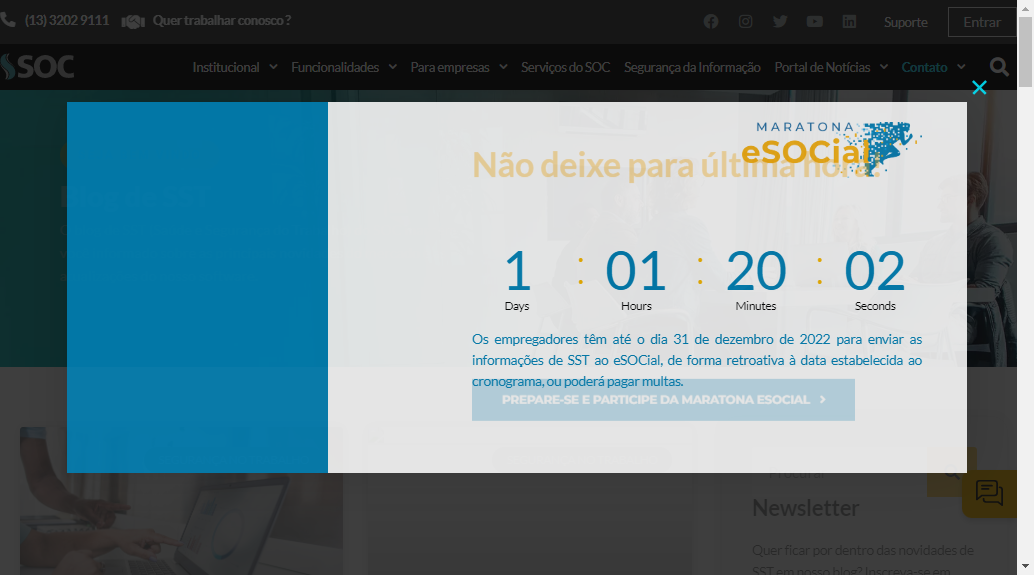 (13) 3202 9111 Quer trabalhar conosco ?
Suporte
Entrar
SOC
Institucional Funcionalidades Para empresas Serviços do SOC Segurança da Informação Portal de Notícias Contato
MARATONA
eSOCial
Não deixe para última hora!
Blog de SST
1 : 01 : 20 : 02
Days Hours Minutes Seconds
Os empregadores têm até o dia 31 de dezembro de 2022 para enviar as
informações de SST ao eSOCial, de forma retroativa à data estabelecida ao
cronograma, ou poderá pagar multas.
PREPARE-SE E PARTICIPE DA MARATONA ESOCIAL
Procurar
Newsletter
Quer ficar por dentro das novidades de
SST em nosso blog? Inscreva-se em